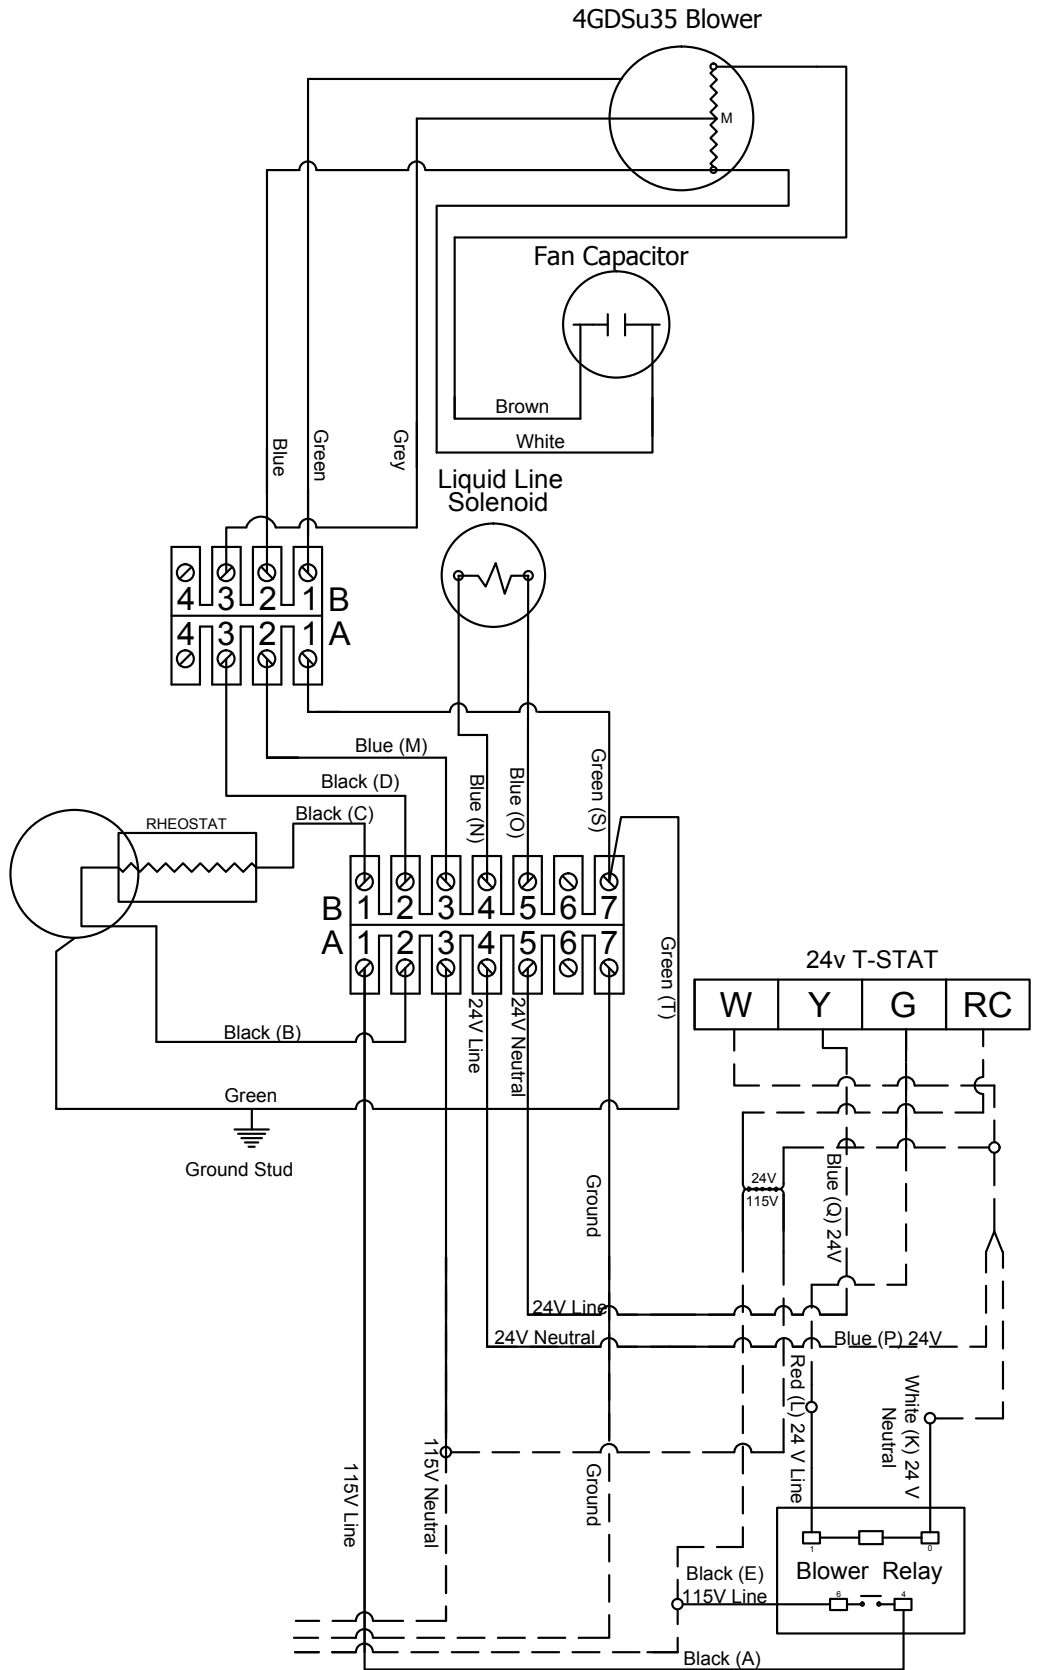 4GDSu35 Blower
M
Fan Capacitor
Brown
White
Blue
Green
Grey
Liquid Line
Solenoid
4 3 2 1 B
4 3 2 1 A
Blue (M)
Black (D)
Black (C)
Blue (N)
Blue (O)
Green (S)
RHEOSTAT
B 1 2 3 4 5 6 7
A 1 2 3 4 5 6 7
Green (T)
24v T-STAT
W Y G RC
24V Line
24V Neutral
Black (B)
Green
Ground Stud
Ground
24V
115V
Blue (Q) 24V
24V Line
24V Neutral
Blue (P) 24V
Red (L) 24 V Line
White (K) 24 V
Neutral
115V Line
115V Neutral
Ground
1 0
Blower Relay
Black (E)
115V Line
6 4
Black (A)